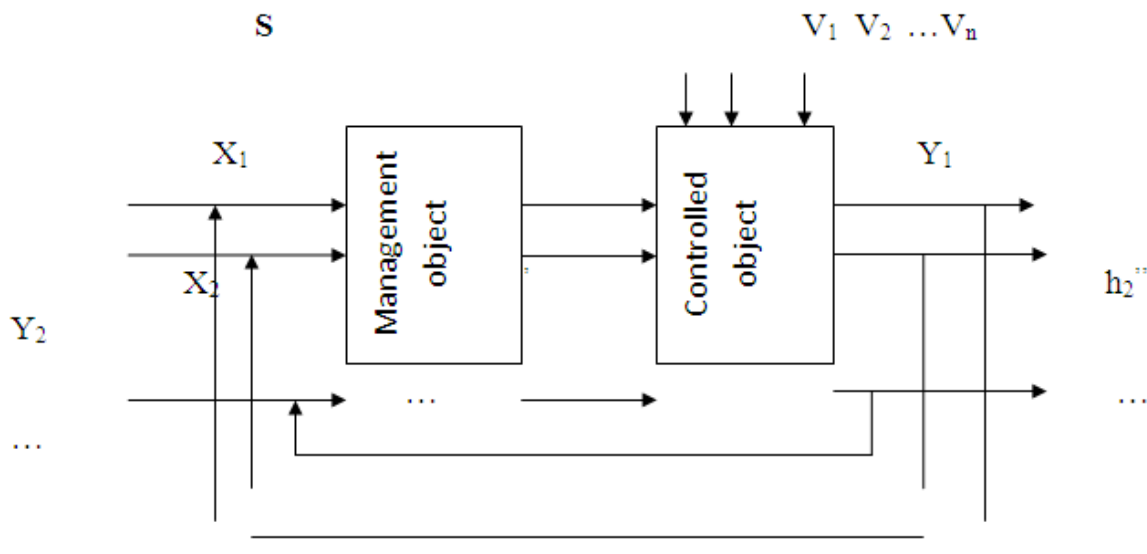 S
V₁ V₂ …Vₙ
X₁
Y₁
Management
object
Controlled
object
X₂
”
h₂”
Y₂
…
…
…